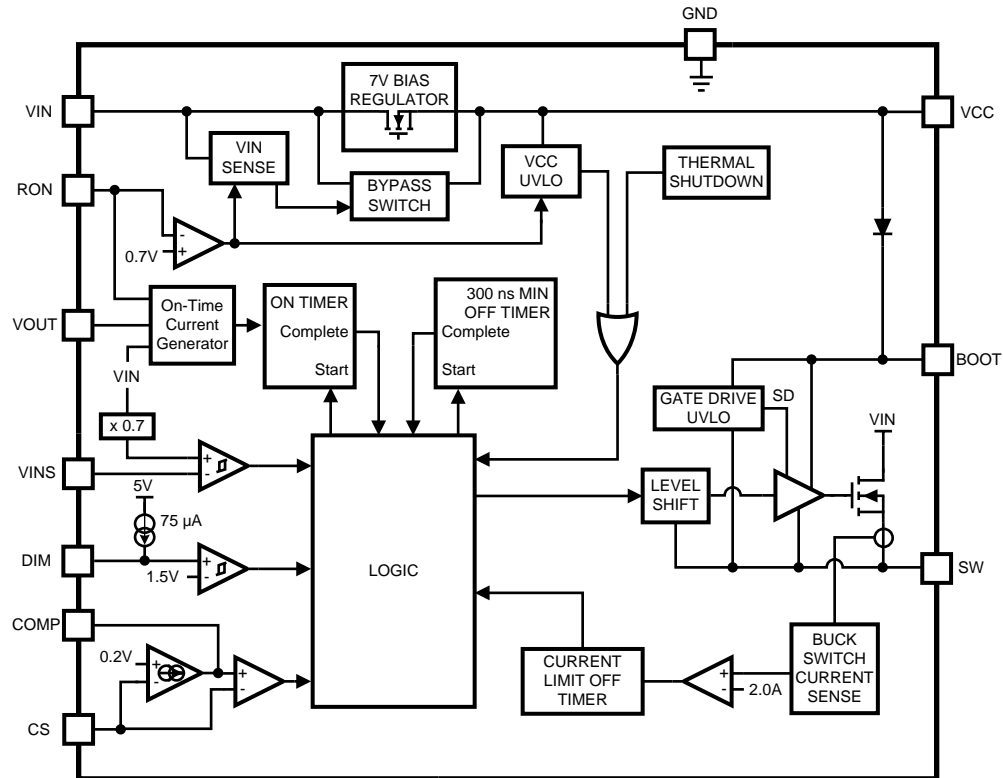 GND
7V BIAS
REGULATOR
VIN
VCC
VIN
SENSE
VCC
UVLO
THERMAL
SHUTDOWN
BYPASS
SWITCH
RON
-
+
0.7V
On-Time
Current
Generator
ON TIMER
Complete
Start
300 ns MIN
OFF TIMER
Complete
Start
VOUT
BOOT
VIN
x 0.7
GATE DRIVE
UVLO
SD
VIN
VINS
+
-
5V
75 µA
LEVEL
SHIFT
DIM
+
1.5V
-
LOGIC
SW
COMP
0.2V
+
-
+
-
CURRENT
LIMIT OFF
TIMER
+
-
2.0A
BUCK
SWITCH
CURRENT
SENSE
CS